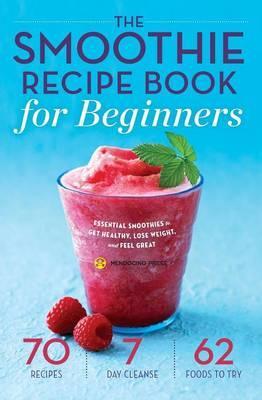 THE
SMOOTHIE
RECIPE BOOK
for Beginners
ESSENTIAL SMOOTHIES to
GET HEALTHY, LOSE WEIGHT,
and FEEL GREAT
MENDOCINO PRESS
70 7 62
RECIPES DAY CLEANSE FOODS TO TRY